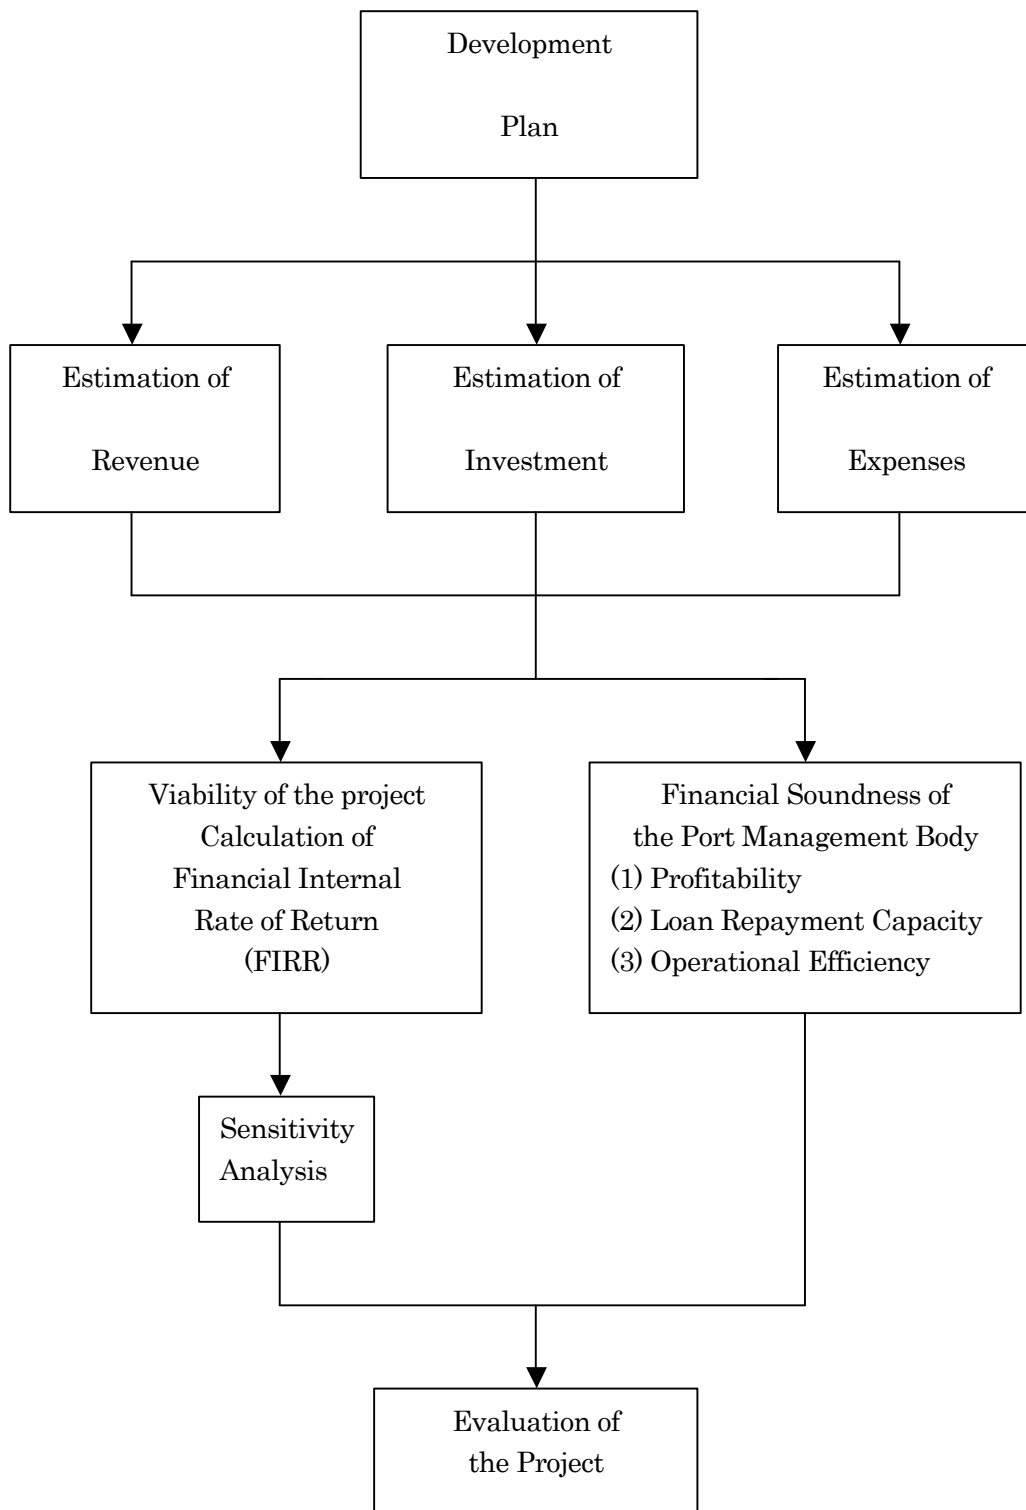 Development
Plan
Estimation of
Revenue
Estimation of
Investment
Estimation of
Expenses
Viability of the project
Calculation of
Financial Internal
Rate of Return
(FIRR)
Financial Soundness of
the Port Management Body
(1) Profitability
(2) Loan Repayment Capacity
(3) Operational Efficiency
Sensitivity
Analysis
Evaluation of
the Project